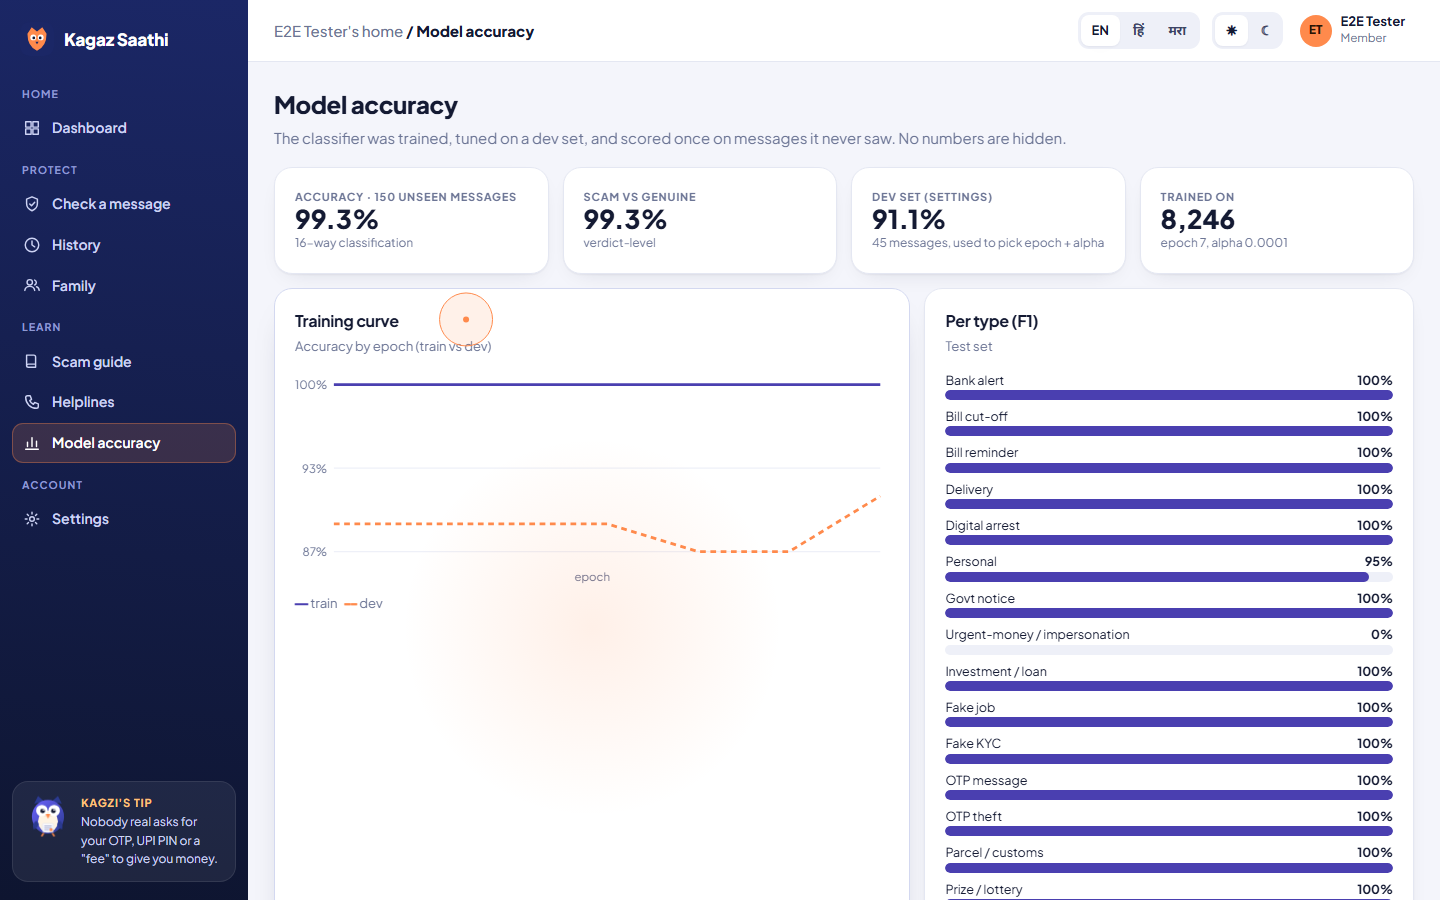 Kagaz Saathi
HOME
Dashboard
PROTECT
Check a message
History
Family
LEARN
Scam guide
Helplines
Model accuracy
ACCOUNT
Settings
KAGZI'S TIP
Nobody real asks for
your OTP, UPI PIN or a
"fee" to give you money.
E2E Tester's home / Model accuracy
EN हिं मरा
ET
E2E Tester
Member
Model accuracy
The classifier was trained, tuned on a dev set, and scored once on messages it never saw. No numbers are hidden.
ACCURACY · 150 UNSEEN MESSAGES
99.3%
16-way classification
SCAM VS GENUINE
99.3%
verdict-level
DEV SET (SETTINGS)
91.1%
45 messages, used to pick epoch + alpha
TRAINED ON
8,246
epoch 7, alpha 0.0001
Training curve
Accuracy by epoch (train vs dev)
100%
93%
87%
epoch
train dev
Per type (F1)
Test set
Bank alert 100%
Bill cut-off 100%
Bill reminder 100%
Delivery 100%
Digital arrest 100%
Personal 95%
Govt notice 100%
Urgent-money / impersonation 0%
Investment / loan 100%
Fake job 100%
Fake KYC 100%
OTP message 100%
OTP theft 100%
Parcel / customs 100%
Prize / lottery 100%